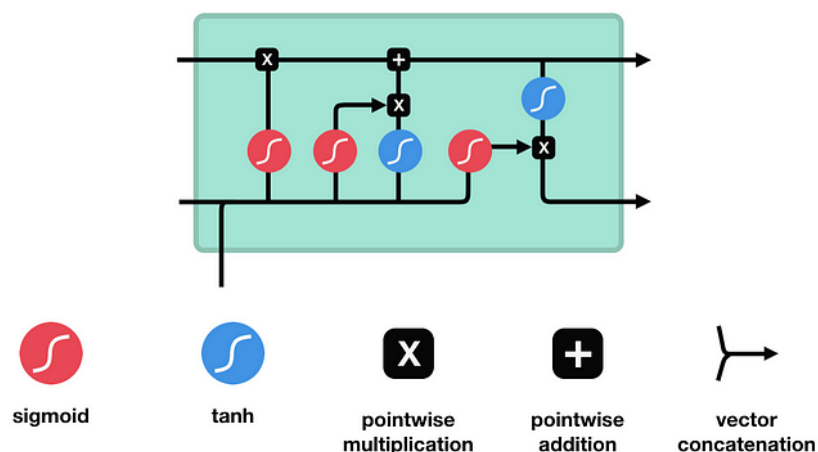 X
+
X
X
X
+
sigmoid
tanh
pointwise
multiplication
pointwise
addition
vector
concatenation